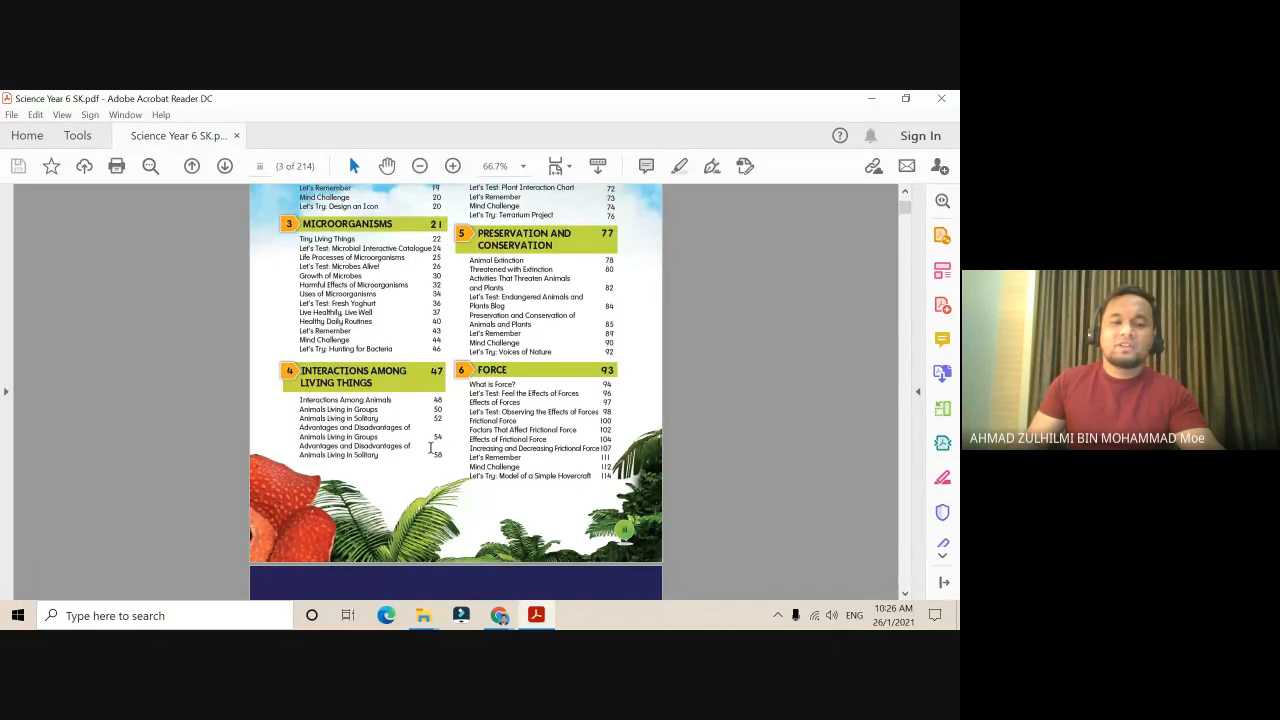 Science Year 6 SK.pdf - Adobe Acrobat Reader DC
File Edit View Sign Window Help
Home Tools Science Year 6 SK.p... × Sign In
iii (3 of 214) 66.7%
Let's Remember 19
Mind Challenge 20
Let's Try: Design an Icon 20
3 MICROORGANISMS 21
Tiny Living Things 22
Let's Test: Microbial Interactive Catalogue 24
Life Processes of Microorganisms 25
Let's Test: Microbes Alive! 26
Growth of Microbes 30
Harmful Effects of Microorganisms 32
Uses of Microorganisms 34
Let's Test: Fresh Yoghurt 36
Live Healthily, Live Well 37
Healthy Daily Routines 40
Let's Remember 43
Mind Challenge 44
Let's Try: Hunting for Bacteria 46
4 INTERACTIONS AMONG 47
LIVING THINGS
Interactions Among Animals 48
Animals Living in Groups 50
Animals Living in Solitary 52
Advantages and Disadvantages of
Animals Living in Groups 54
Advantages and Disadvantages of
Animals Living in Solitary 58
Let's Test: Plant Interaction Chart 72
Let's Remember 73
Mind Challenge 74
Let's Try: Terrarium Project 76
5 PRESERVATION AND 77
CONSERVATION
Animal Extinction 78
Threatened with Extinction 80
Activities That Threaten Animals
and Plants 82
Let's Test: Endangered Animals and
Plants Blog 84
Preservation and Conservation of
Animals and Plants 85
Let's Remember 89
Mind Challenge 90
Let's Try: Voices of Nature 92
6 FORCE 93
What is Force? 94
Let's Test: Feel the Effects of Forces 96
Effects of Forces 97
Let's Test: Observing the Effects of Forces 98
Frictional Force 100
Factors That Affect Frictional Force 102
Effects of Frictional Force 104
Increasing and Decreasing Frictional Force 107
Let's Remember 111
Mind Challenge 112
Let's Try: Model of a Simple Hovercraft 114
iii
AHMAD ZULHILMI BIN MOHAMMAD Moe
Type here to search
ENG
10:26 AM
26/1/2021